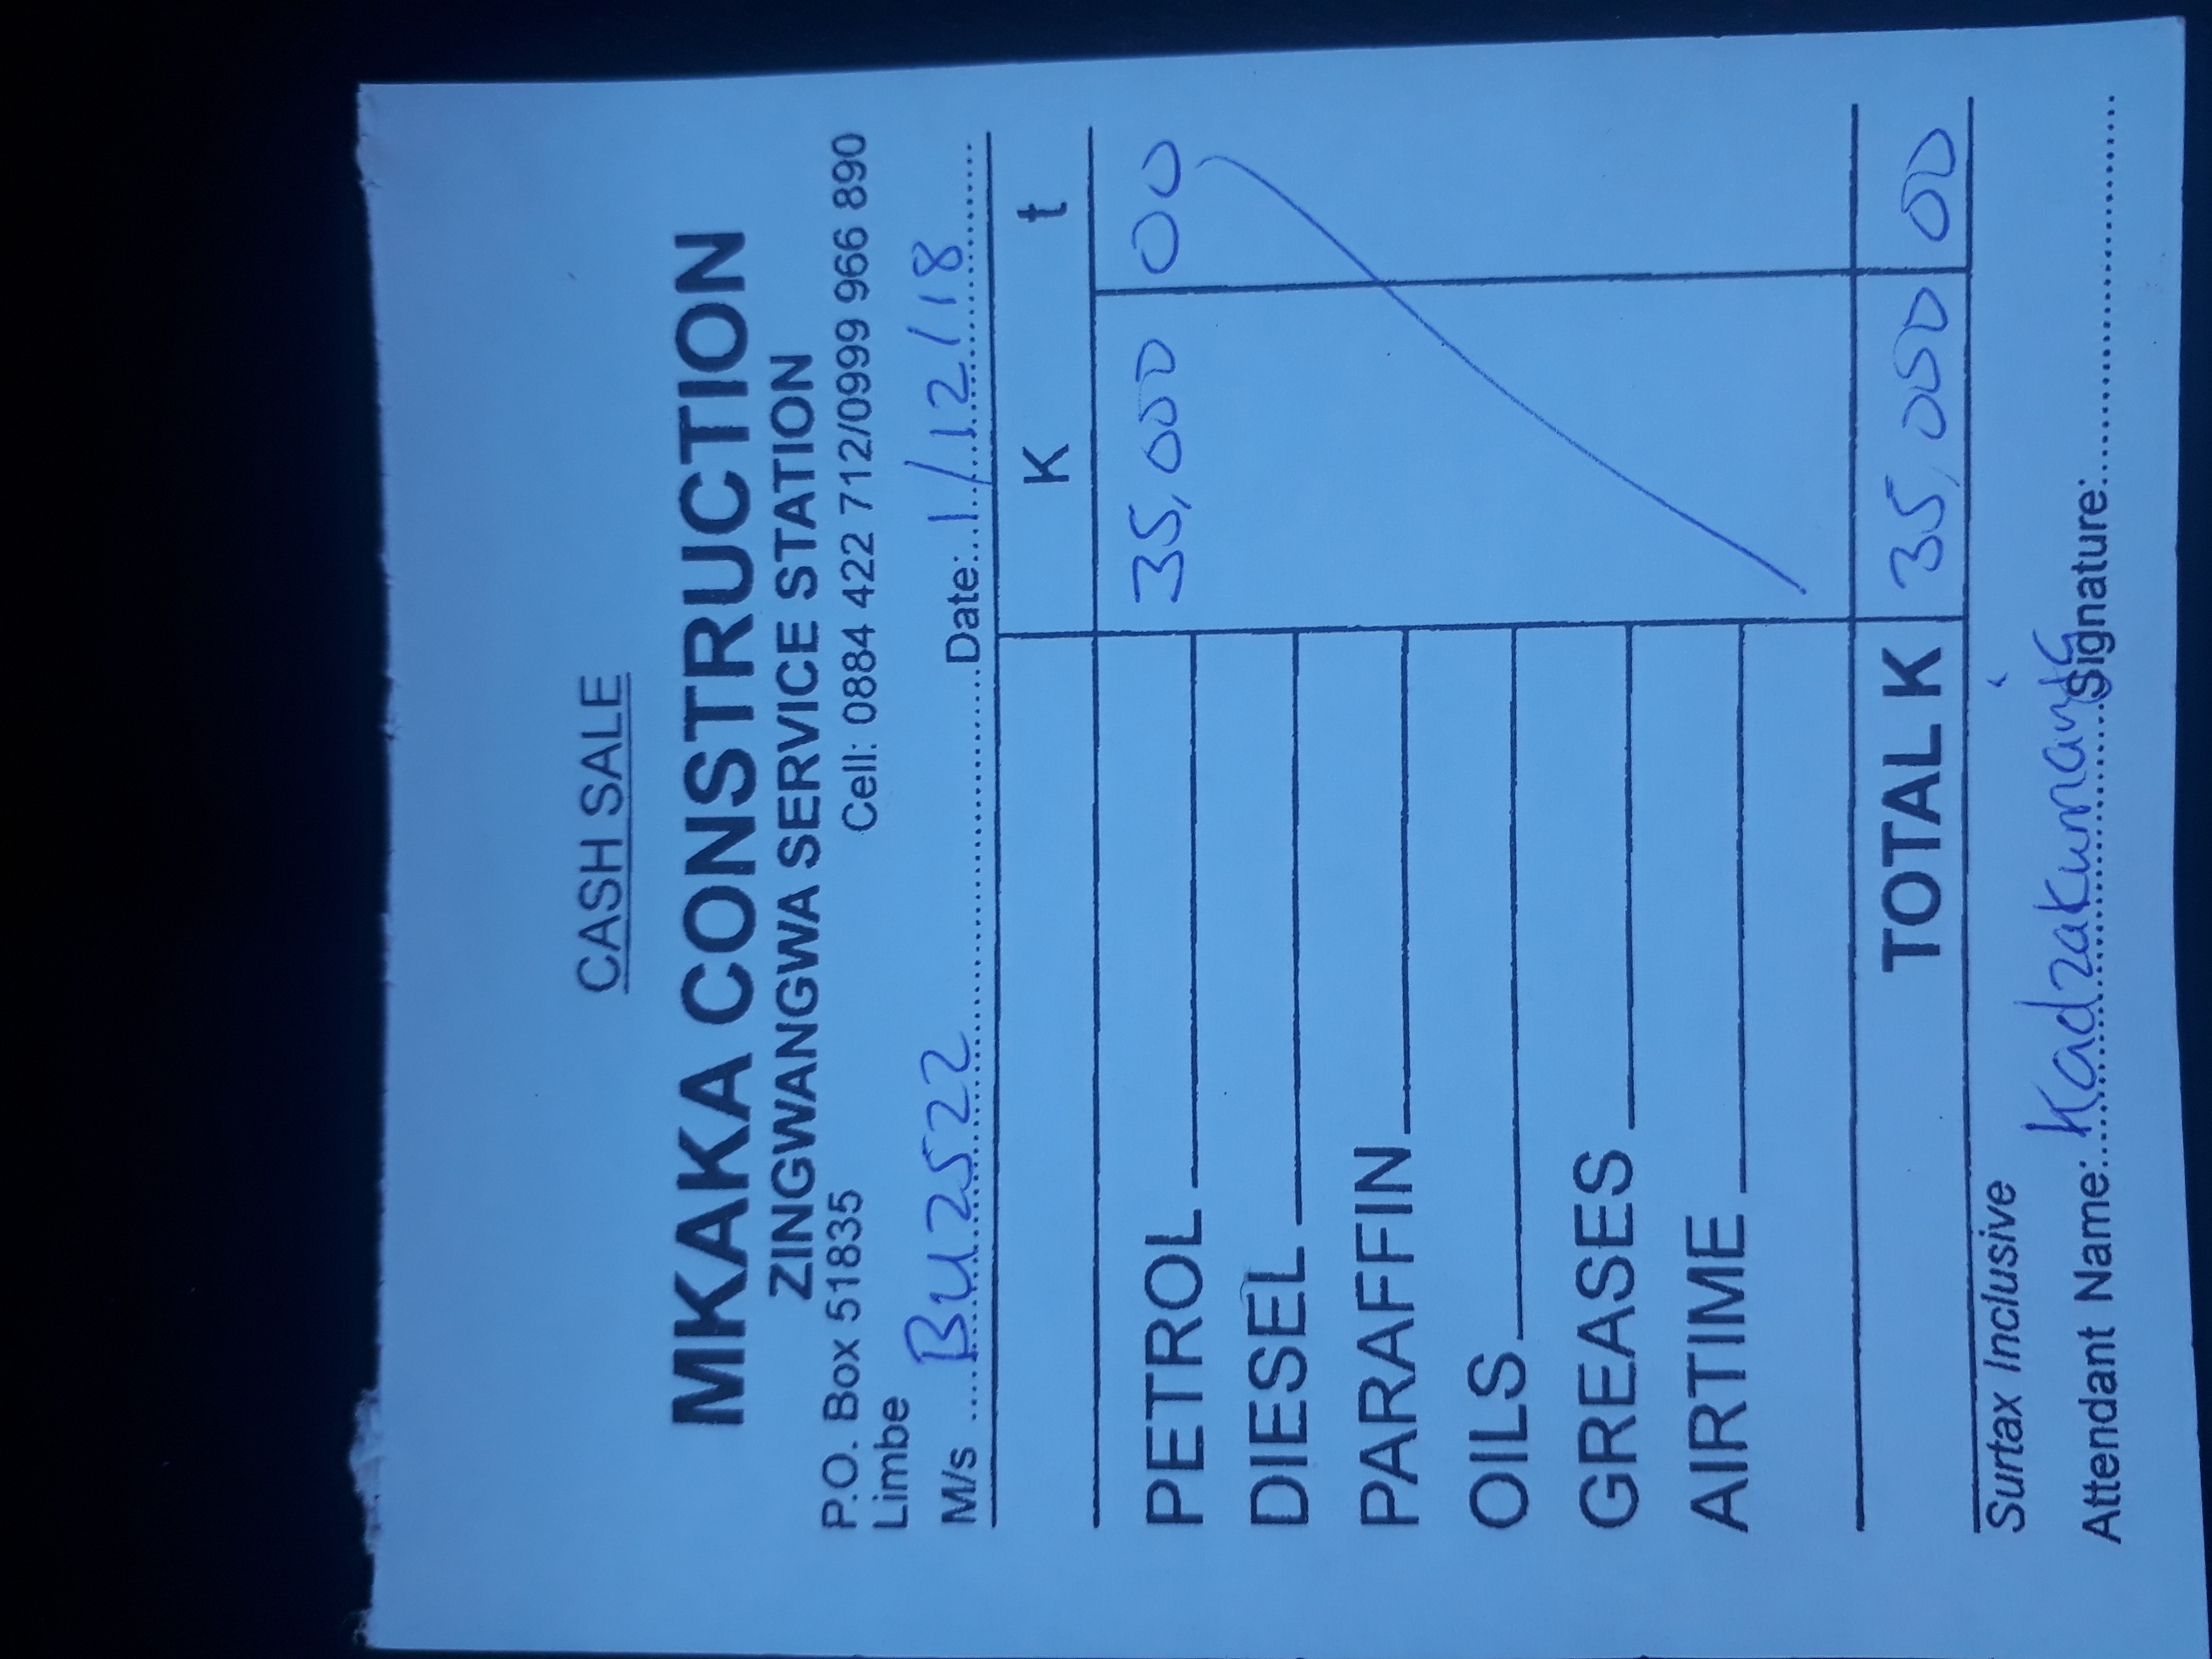 CASH SALE
MKAKA CONSTRUCTION
ZINGWANGWA SERVICE STATION
P.O. Box 51835 Cell: 0884 422 712/0999 966 890
Limbe
M/s BU2522 Date: 1/12/18
K t
PETROL 35,000 00
DIESEL
PARAFFIN
OILS
GREASES
AIRTIME
TOTAL K 35,000 00
Surtax Inclusive
Attendant Name: Signature: